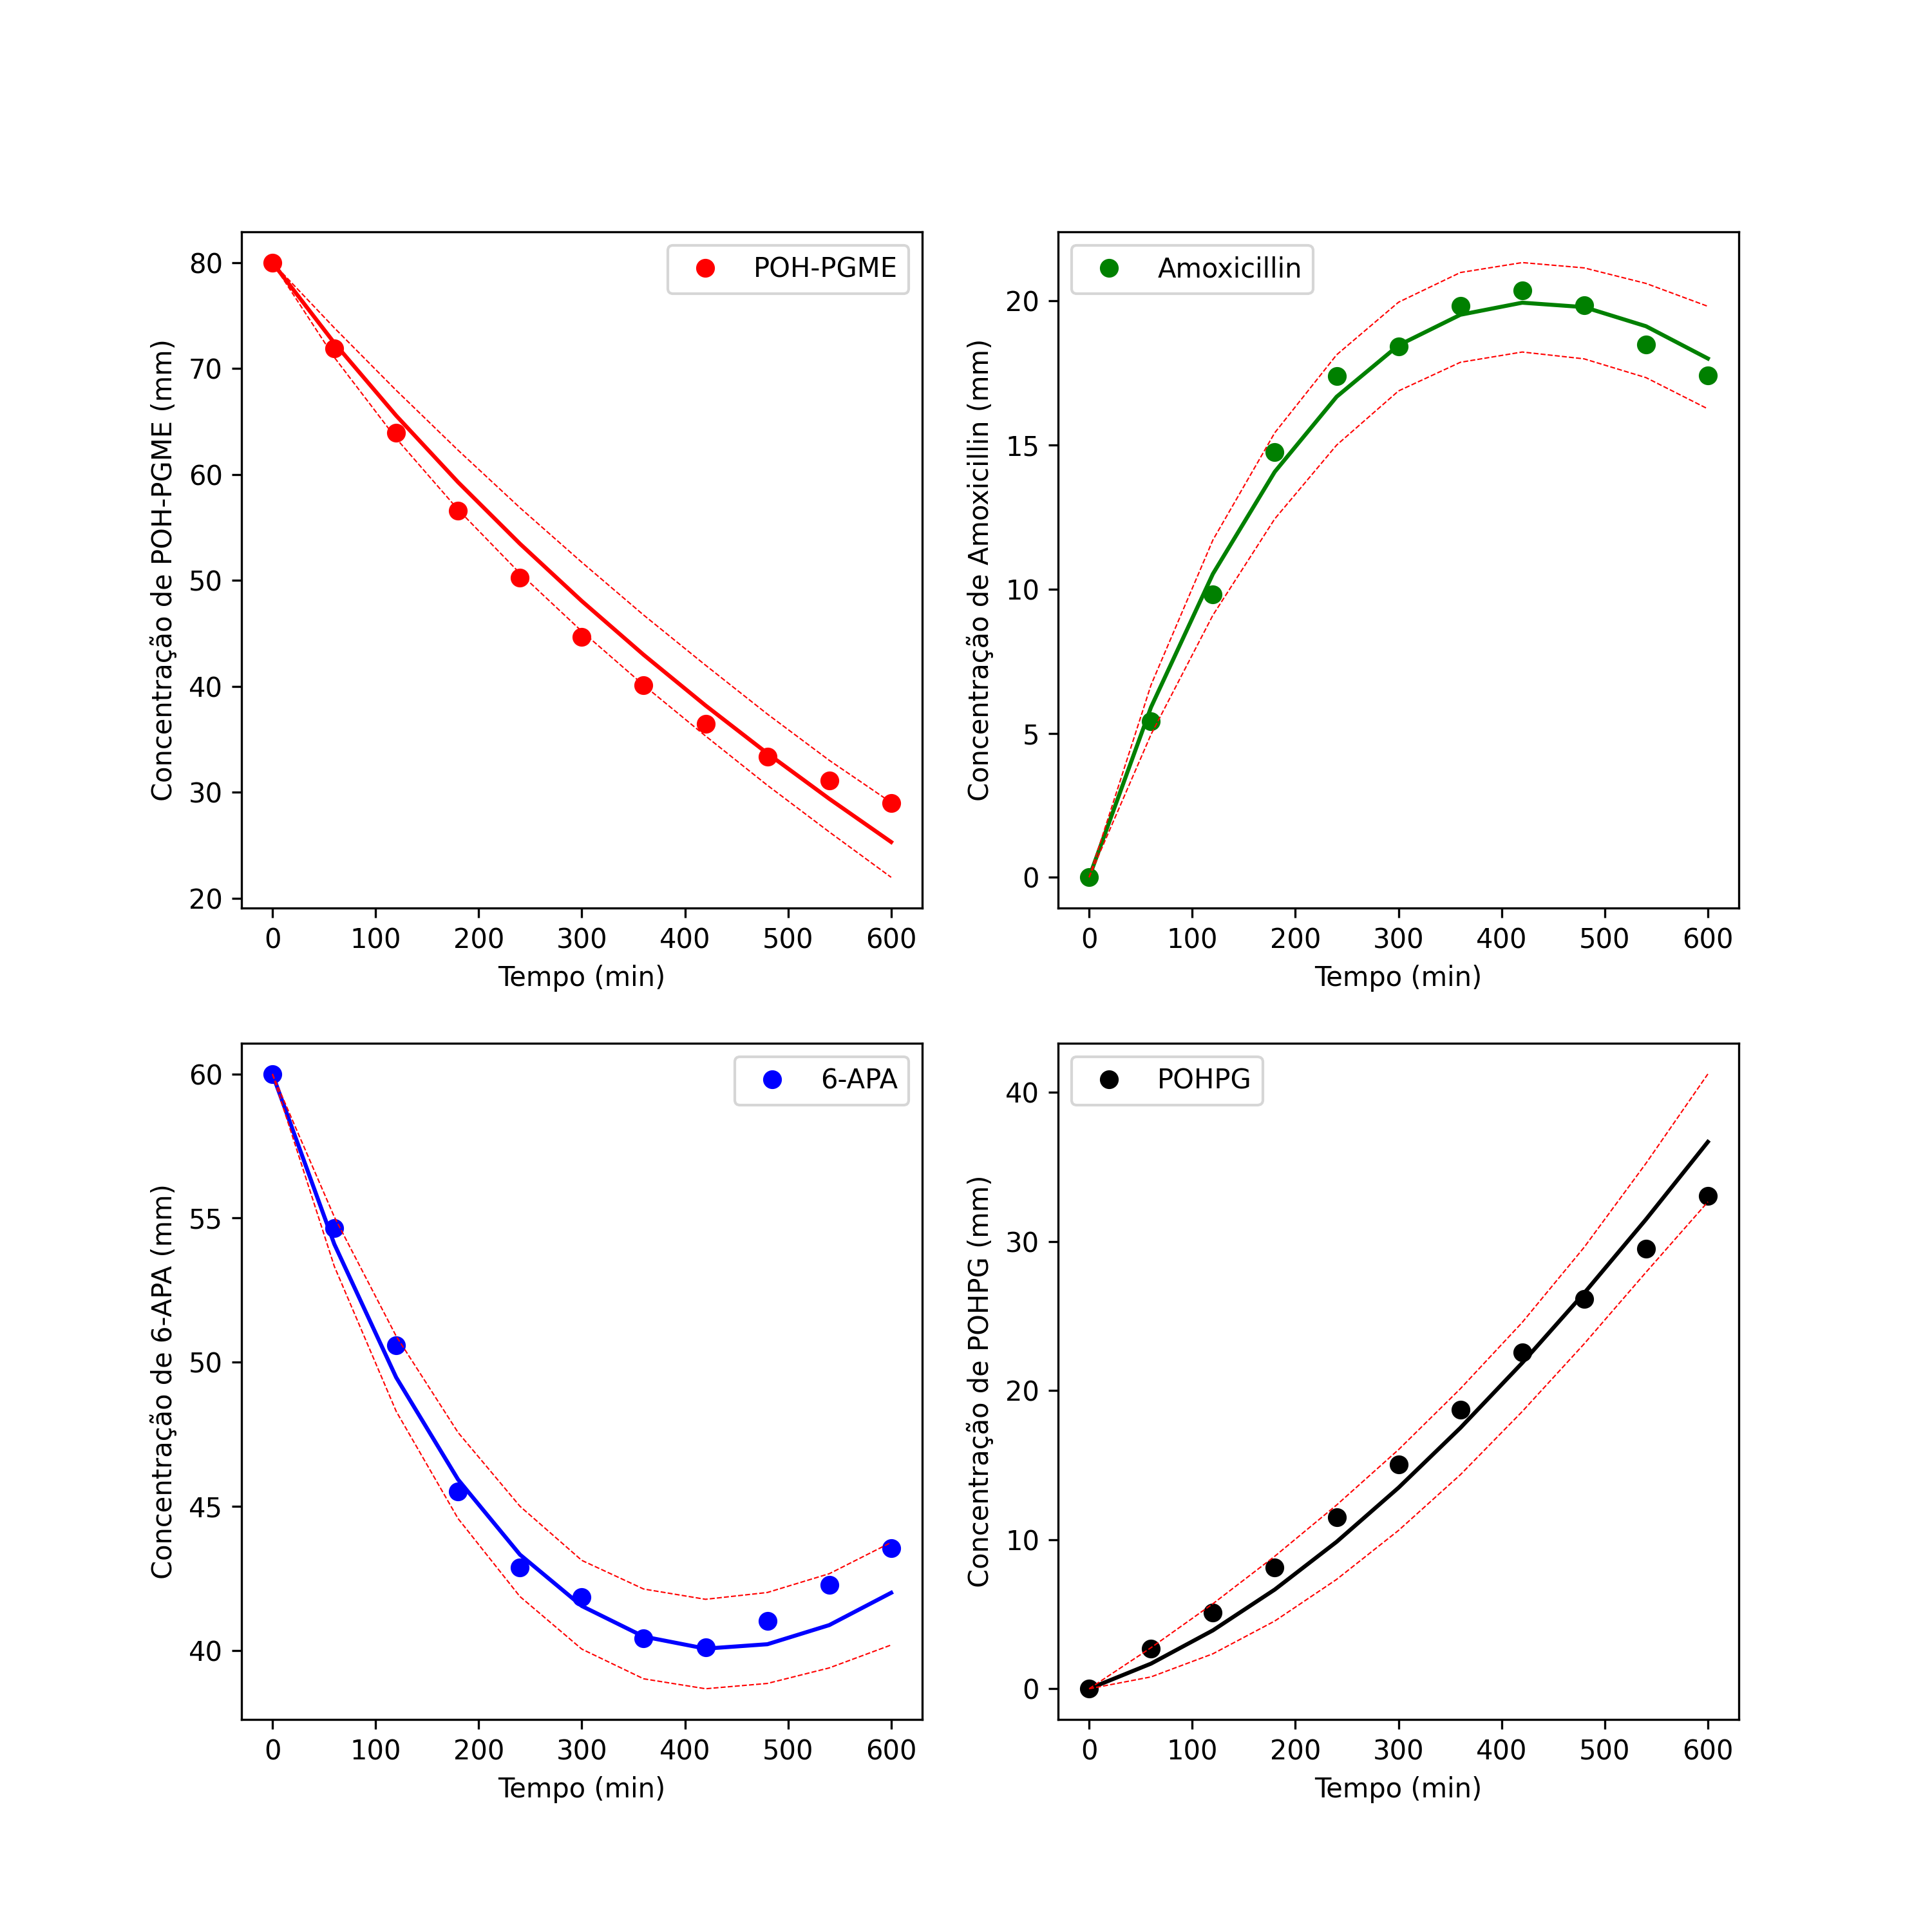 POH-PGME
Concentração de POH-PGME (mm)
80
70
60
50
40
30
20
0 100 200 300 400 500 600
Tempo (min)
Amoxicillin
Concentração de Amoxicillin (mm)
20
15
10
5
0
0 100 200 300 400 500 600
Tempo (min)
6-APA
Concentração de 6-APA (mm)
60
55
50
45
40
0 100 200 300 400 500 600
Tempo (min)
POHPG
Concentração de POHPG (mm)
40
30
20
10
0
0 100 200 300 400 500 600
Tempo (min)